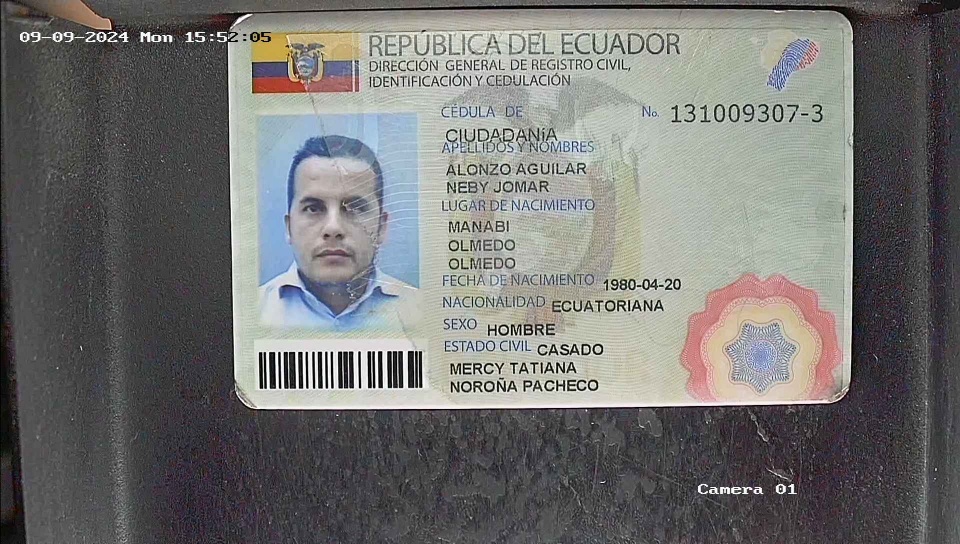 09-09-2024 Mon 15:52:05
REPÚBLICA DEL ECUADOR
DIRECCIÓN GENERAL DE REGISTRO CIVIL,
IDENTIFICACIÓN Y CEDULACIÓN
CÉDULA DE No. 131009307-3
CIUDADANíA
APELLIDOS Y NOMBRES
ALONZO AGUILAR
NEBY JOMAR
LUGAR DE NACIMIENTO
MANABI
OLMEDO
OLMEDO
FECHA DE NACIMIENTO 1980-04-20
NACIONALIDAD ECUATORIANA
SEXO HOMBRE
ESTADO CIVIL CASADO
MERCY TATIANA
NOROÑA PACHECO
Camera 01